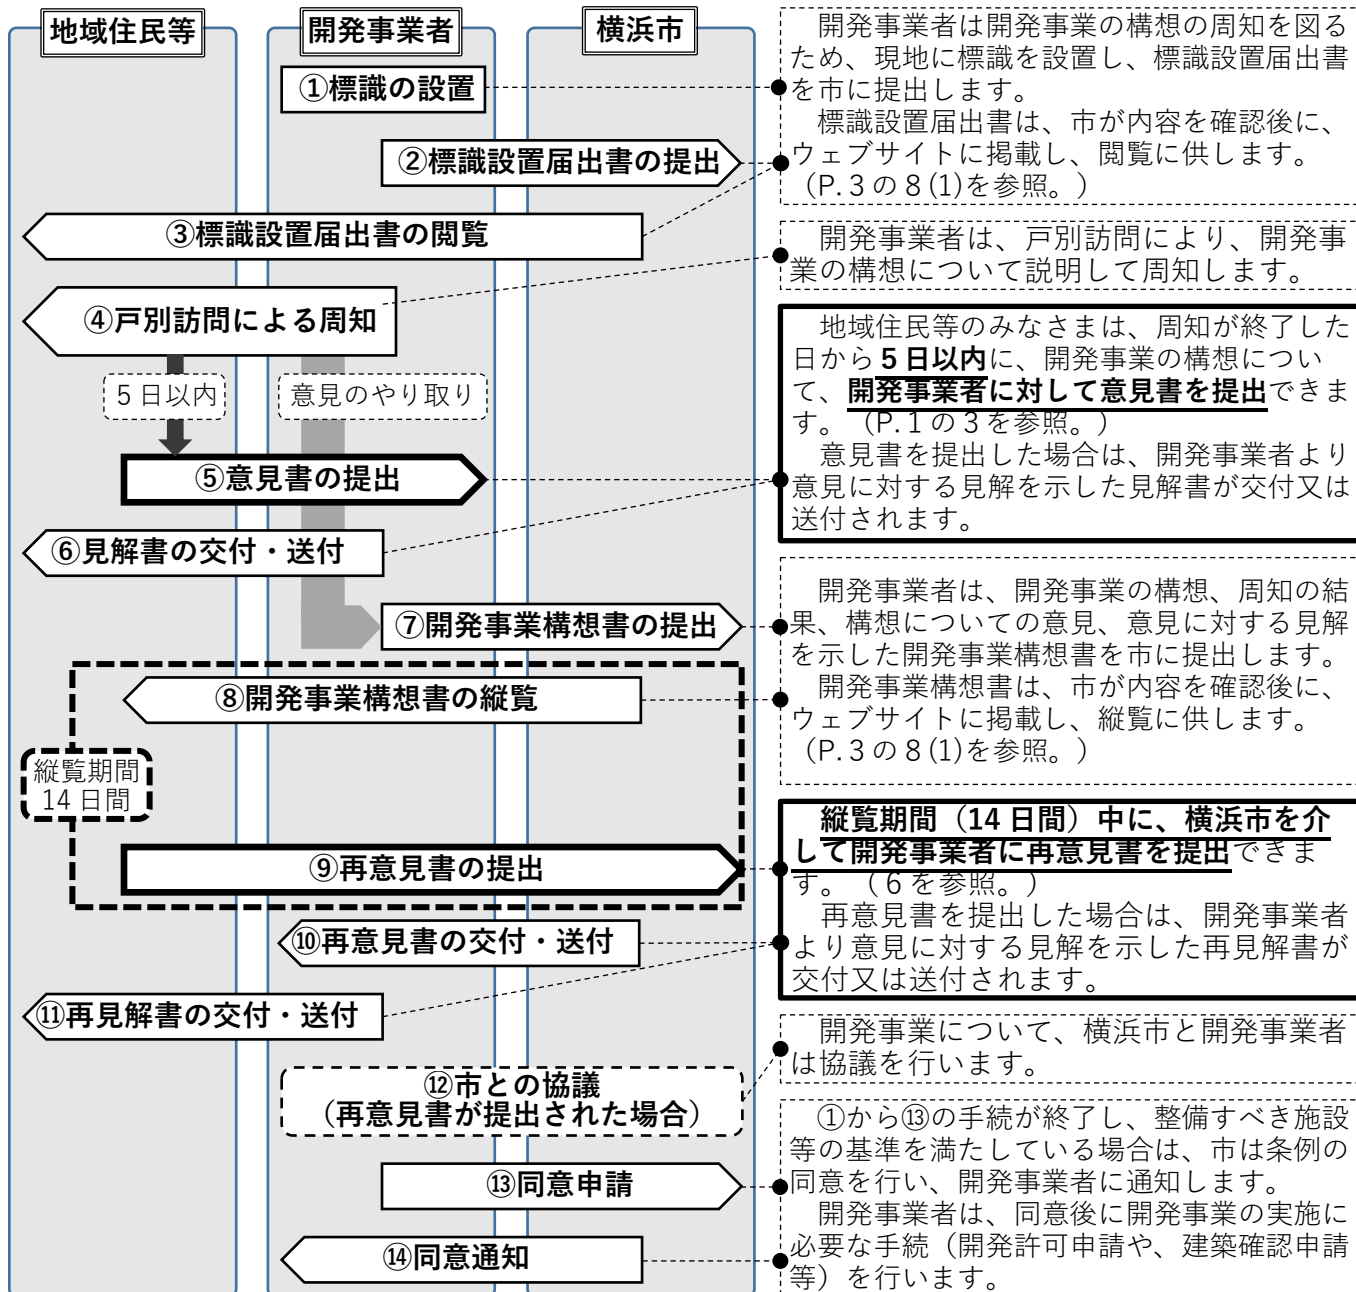 地域住民等
開発事業者
横浜市
①標識の設置
②標識設置届出書の提出
③標識設置届出書の閲覧
④戸別訪問による周知
5日以内
意見のやり取り
⑤意見書の提出
⑥見解書の交付・送付
⑦開発事業構想書の提出
⑧開発事業構想書の縦覧
縦覧期間
14日間
⑨再意見書の提出
⑩再意見書の交付・送付
⑪再見解書の交付・送付
⑫市との協議
(再意見書が提出された場合)
⑬同意申請
⑭同意通知
開発事業者は開発事業の構想の周知を図る
ため、現地に標識を設置し、標識設置届出書
を市に提出します。
標識設置届出書は、市が内容を確認後に、
ウェブサイトに掲載し、閲覧に供します。
（P.3の8(1)を参照。）
開発事業者は、戸別訪問により、開発事
業の構想について説明して周知します。
地域住民等のみなさまは、周知が終了した
日から5日以内に、開発事業の構想につい
て、開発事業者に対して意見書を提出できま
す。（P.1の3を参照。）
意見書を提出した場合は、開発事業者より
意見に対する見解を示した見解書が交付又は
送付されます。
開発事業者は、開発事業の構想、周知の結
果、構想についての意見、意見に対する見解
を示した開発事業構想書を市に提出します。
開発事業構想書は、市が内容を確認後に、
ウェブサイトに掲載し、縦覧に供します。
（P.3の8(1)を参照。）
縦覧期間（14日間）中に、横浜市を介
して開発事業者に再意見書を提出できま
す。（6を参照。）
再意見書を提出した場合は、開発事業者
より意見に対する見解を示した再見解書が
交付又は送付されます。
開発事業について、横浜市と開発事業者
は協議を行います。
①から⑬の手続が終了し、整備すべき施設
等の基準を満たしている場合は、市は条例の
同意を行い、開発事業者に通知します。
開発事業者は、同意後に開発事業の実施に
必要な手続（開発許可申請や、建築確認申請
等）を行います。